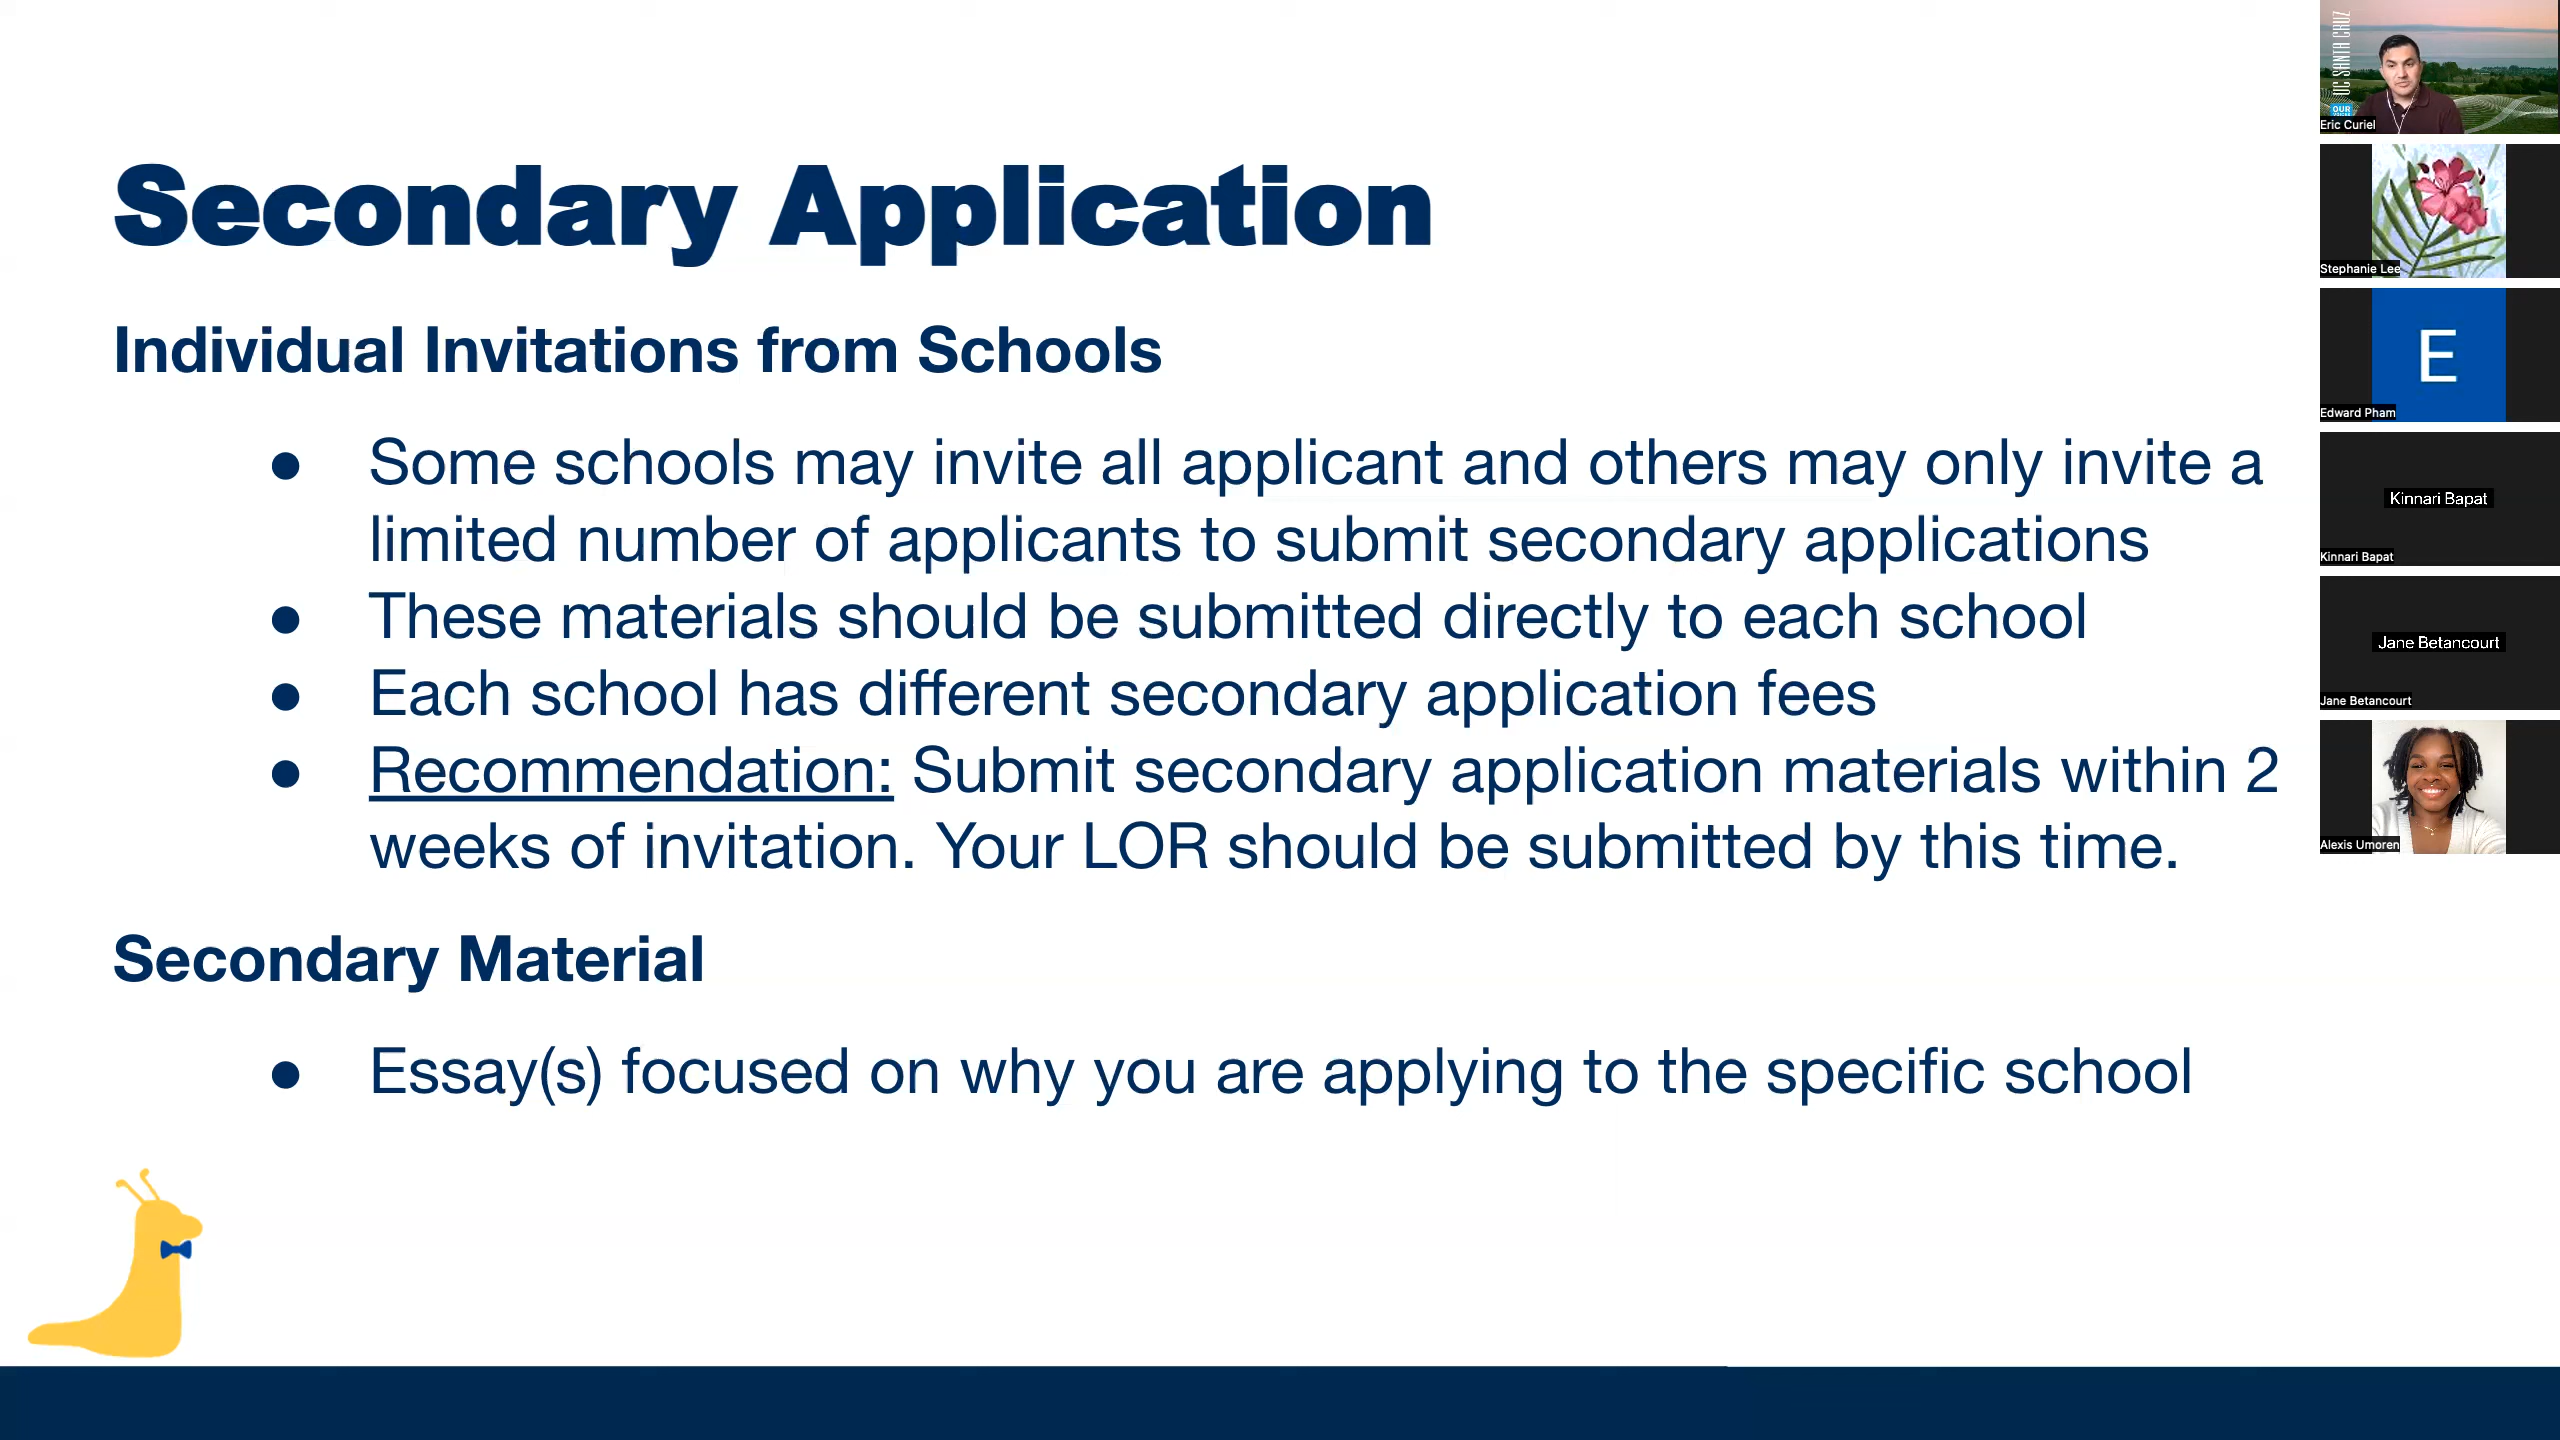 Secondary Application
Individual Invitations from Schools
● Some schools may invite all applicant and others may only invite a
limited number of applicants to submit secondary applications
● These materials should be submitted directly to each school
● Each school has different secondary application fees
● Recommendation: Submit secondary application materials within 2
weeks of invitation. Your LOR should be submitted by this time.
Secondary Material
● Essay(s) focused on why you are applying to the specific school
UC SANTA CRUZ
OUR
Eric Curiel
Stephanie Lee
E
Edward Pham
Kinnari Bapat
Kinnari Bapat
Jane Betancourt
Jane Betancourt
Alexis Umoren